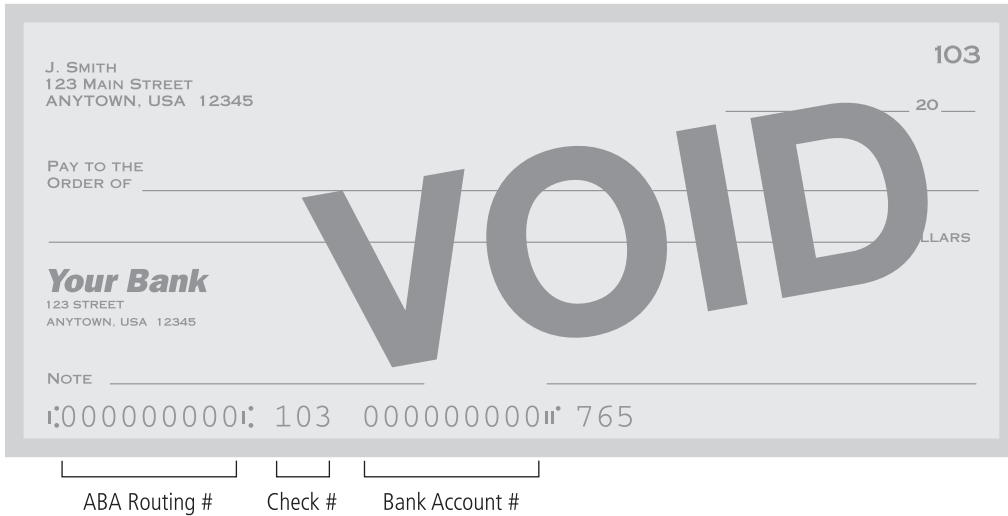 103
J. SMITH
123 MAIN STREET
ANYTOWN, USA 12345
20
PAY TO THE
ORDER OF
VOID
LLARS
Your Bank
123 STREET
ANYTOWN, USA 12345
NOTE
⑆000000000⑆ 103 000000000⑈ 765
ABA Routing # Check # Bank Account #